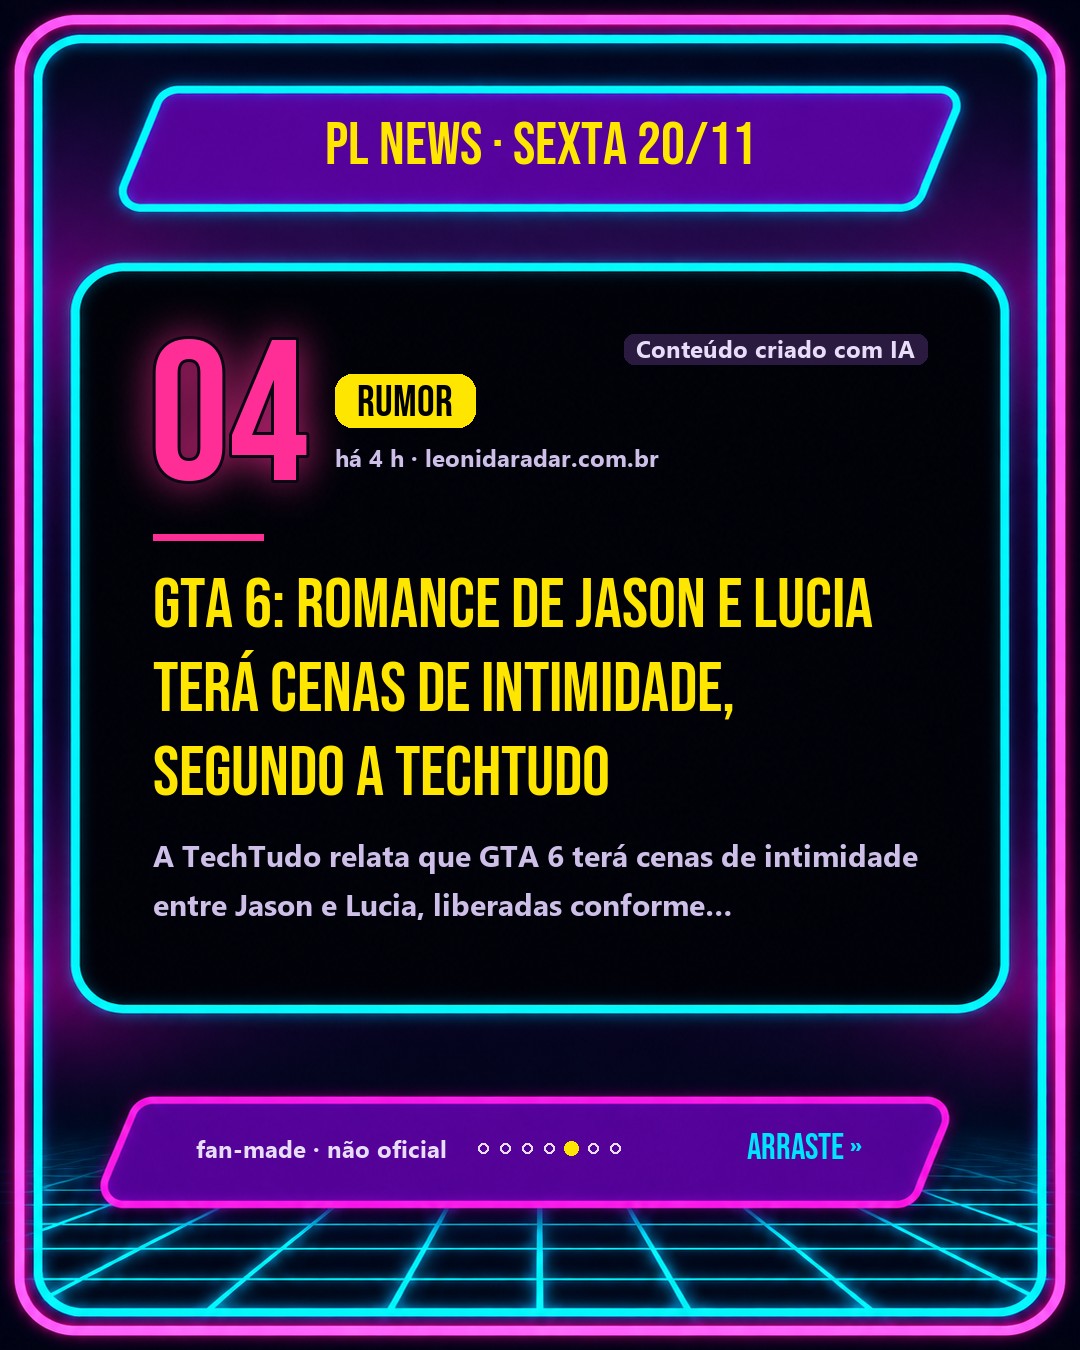 PL NEWS · SEXTA 20/11
04
Conteúdo criado com IA
RUMOR
há 4 h · leonidaradar.com.br
GTA 6: ROMANCE DE JASON E LUCIA
TERÁ CENAS DE INTIMIDADE,
SEGUNDO A TECHTUDO
A TechTudo relata que GTA 6 terá cenas de intimidade
entre Jason e Lucia, liberadas conforme...
fan-made · não oficial
ARRASTE »